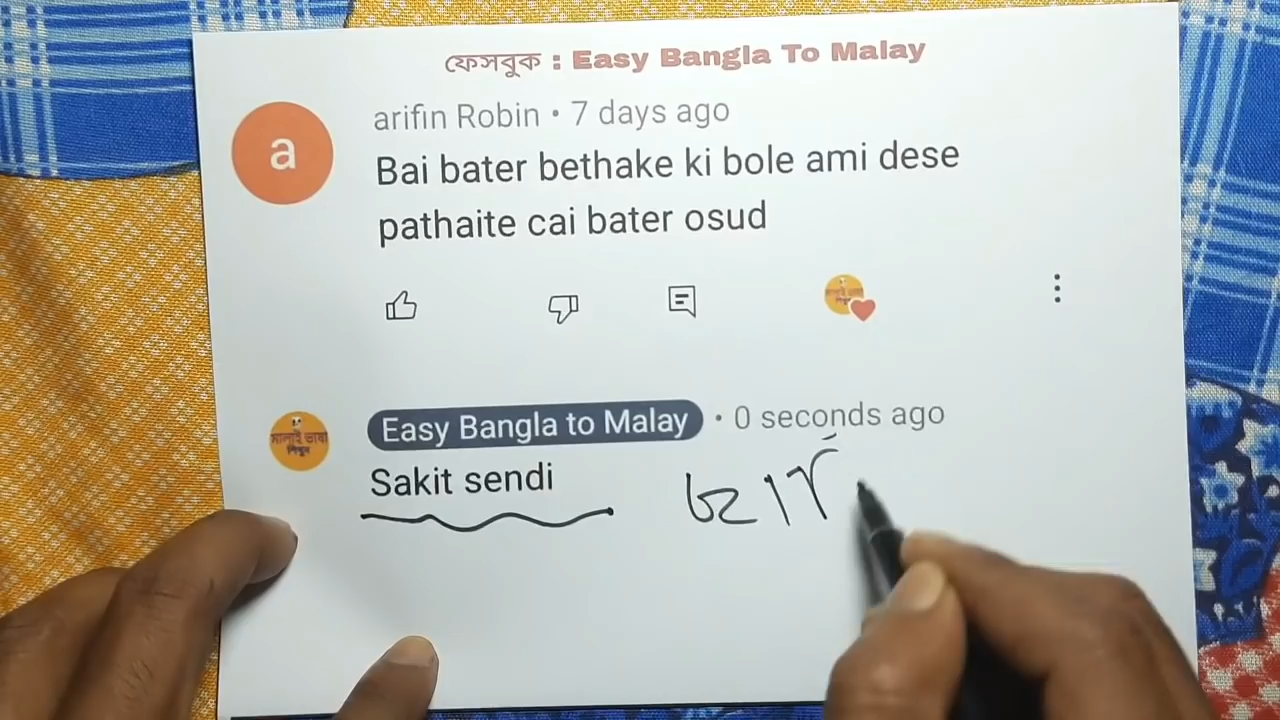 ফেসবুক : Easy Bangla To Malay
a
arifin Robin • 7 days ago
Bai bater bethake ki bole ami dese
pathaite cai bater osud
Easy Bangla to Malay • 0 seconds ago
মালাই ভাষা
শিখুন
Sakit sendi